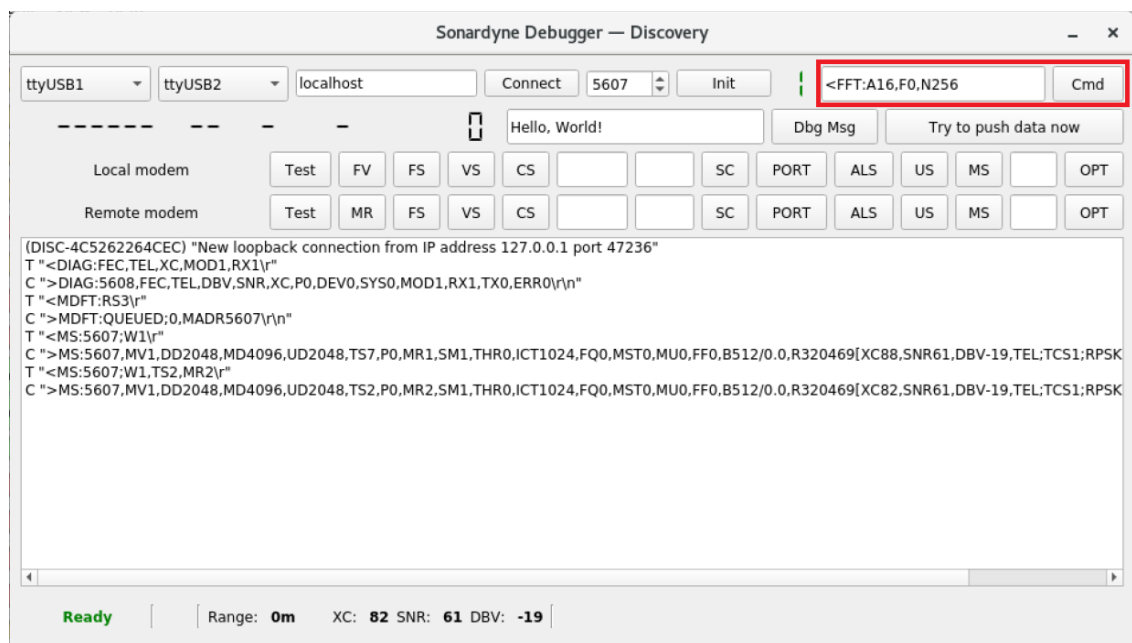 Sonardyne Debugger — Discovery
ttyUSB1 ttyUSB2 localhost Connect 5607 Init <FFT:A16,F0,N256 Cmd
0 Hello, World! Dbg Msg Try to push data now
Local modem Test FV FS VS CS SC PORT ALS US MS OPT
Remote modem Test MR FS VS CS SC PORT ALS US MS OPT
(DISC-4C5262264CEC) "New loopback connection from IP address 127.0.0.1 port 47236"
T "<DIAG:FEC,TEL,XC,MOD1,RX1\r"
C ">DIAG:5608,FEC,TEL,DBV,SNR,XC,P0,DEV0,SYS0,MOD1,RX1,TX0,ERR0\r\n"
T "<MDFT:RS3\r"
C ">MDFT:QUEUED;0,MADR5607\r\n"
T "<MS:5607;W1\r"
C ">MS:5607,MV1,DD2048,MD4096,UD2048,TS7,P0,MR1,SM1,THR0,ICT1024,FQ0,MST0,MU0,FF0,B512/0.0,R320469[XC88,SNR61,DBV-19,TEL;TCS1;RPSK
T "<MS:5607;W1,TS2,MR2\r"
C ">MS:5607,MV1,DD2048,MD4096,UD2048,TS2,P0,MR2,SM1,THR0,ICT1024,FQ0,MST0,MU0,FF0,B512/0.0,R320469[XC82,SNR61,DBV-19,TEL;TCS1;RPSK
Ready Range: 0m XC: 82 SNR: 61 DBV: -19